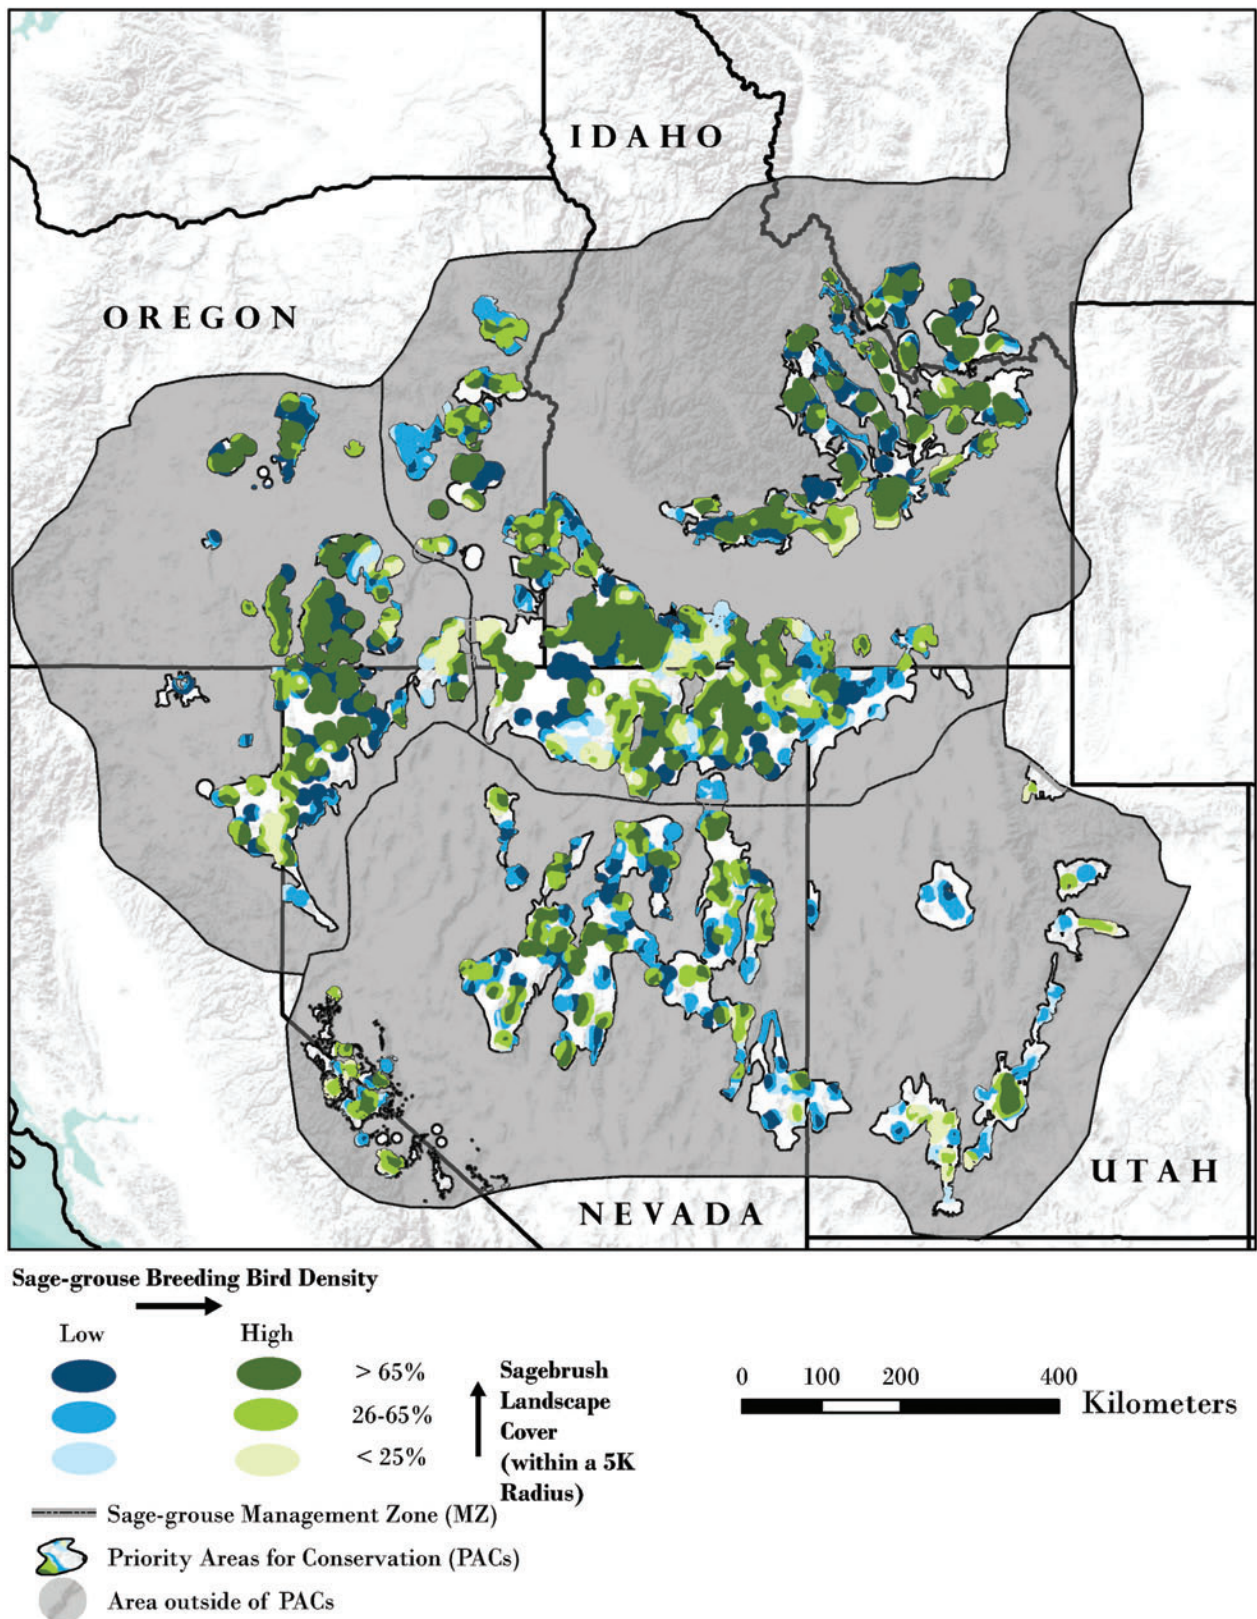 IDAHO
OREGON
UTAH
NEVADA
Sage-grouse Breeding Bird Density
Low High
> 65%
26-65%
< 25%
Sagebrush
Landscape
Cover
(within a 5K
Radius)
0 100 200 400
Kilometers
Sage-grouse Management Zone (MZ)
Priority Areas for Conservation (PACs)
Area outside of PACs